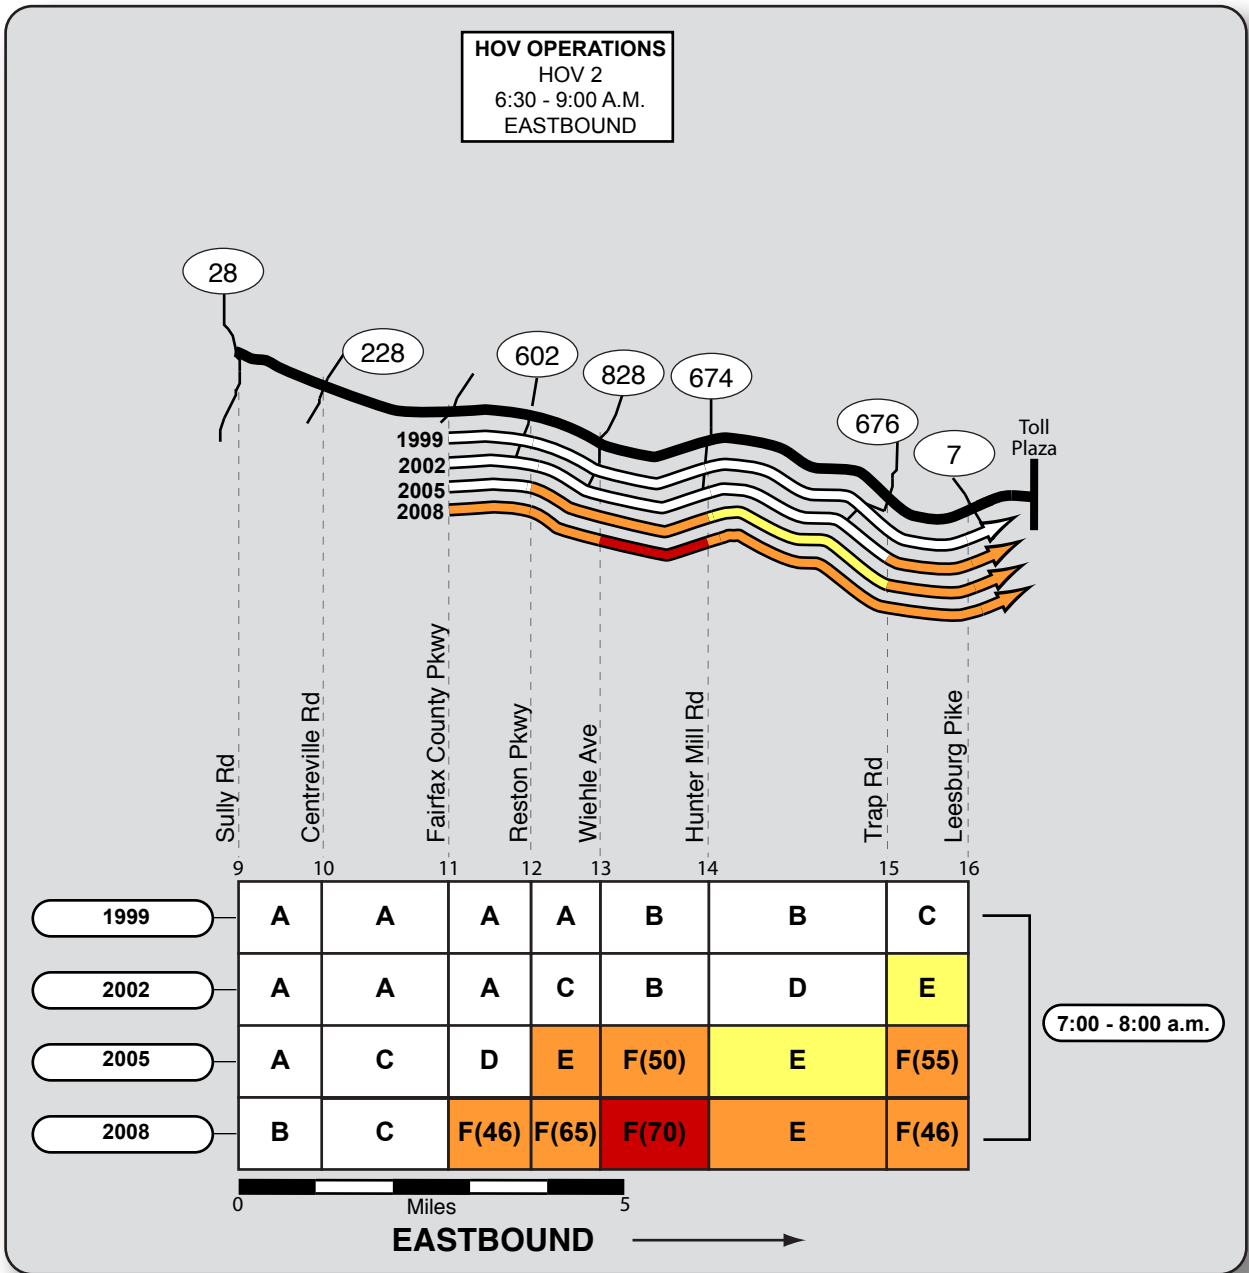 HOV OPERATIONS
HOV 2
6:30 - 9:00 A.M.
EASTBOUND
28
228
602
828
674
676
7
Toll
Plaza
1999
2002
2005
2008
Sully Rd
Centreville Rd
Fairfax County Pkwy
Reston Pkwy
Wiehle Ave
Hunter Mill Rd
Trap Rd
Leesburg Pike
9 10 11 12 13 14 15 16
1999 A A A A B B C
2002 A A A C B D E
7:00 - 8:00 a.m.
2005 A C D E F(50) E F(55)
2008 B C F(46) F(65) F(70) E F(46)
0 Miles 5
EASTBOUND